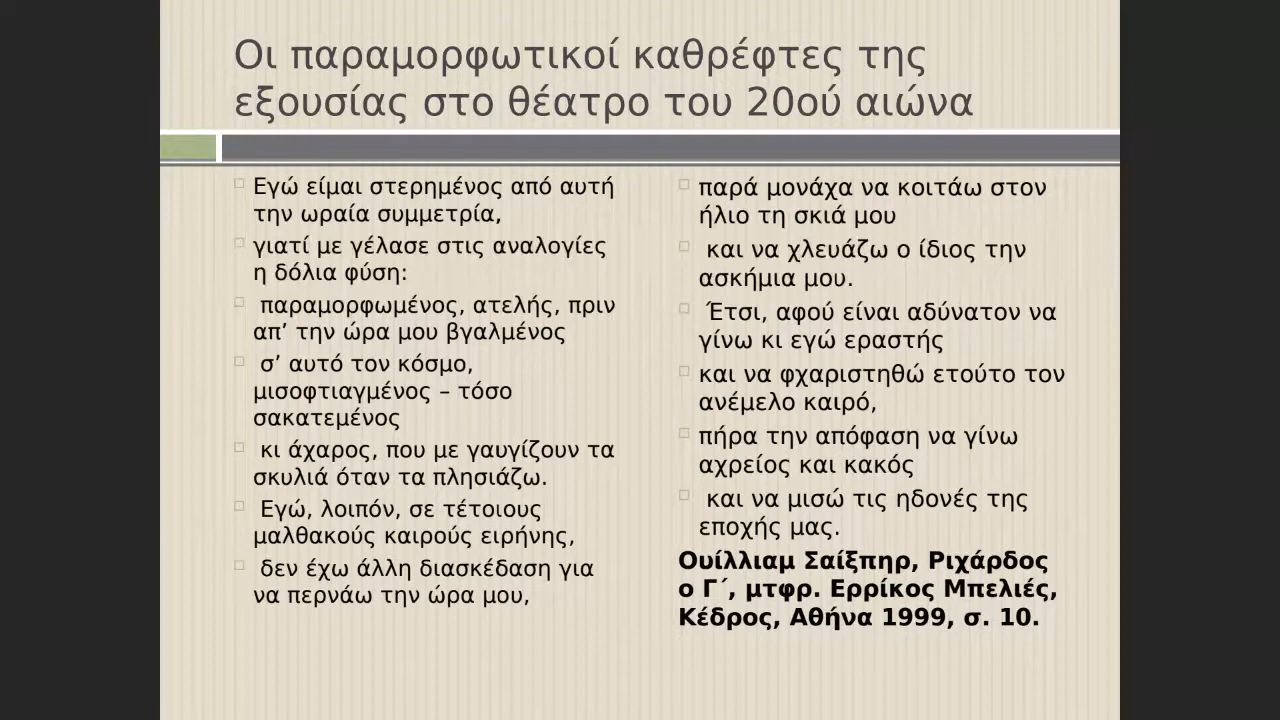 Οι παραμορφωτικοί καθρέφτες της
εξουσίας στο θέατρο του 20ού αιώνα
Εγώ είμαι στερημένος από αυτή
την ωραία συμμετρία,
γιατί με γέλασε στις αναλογίες
η δόλια φύση:
παραμορφωμένος, ατελής, πριν
απ’ την ώρα μου βγαλμένος
σ’ αυτό τον κόσμο,
μισοφτιαγμένος – τόσο
σακατεμένος
κι άχαρος, που με γαυγίζουν τα
σκυλιά όταν τα πλησιάζω.
Εγώ, λοιπόν, σε τέτοιους
μαλθακούς καιρούς ειρήνης,
δεν έχω άλλη διασκέδαση για
να περνάω την ώρα μου,
παρά μονάχα να κοιτάω στον
ήλιο τη σκιά μου
και να χλευάζω ο ίδιος την
ασκήμια μου.
Έτσι, αφού είναι αδύνατον να
γίνω κι εγώ εραστής
και να φχαριστηθώ ετούτο τον
ανέμελο καιρό,
πήρα την απόφαση να γίνω
αχρείος και κακός
και να μισώ τις ηδονές της
εποχής μας.
Ουίλλιαμ Σαίξπηρ, Ριχάρδος
ο Γ΄, μτφρ. Ερρίκος Μπελιές,
Κέδρος, Αθήνα 1999, σ. 10.